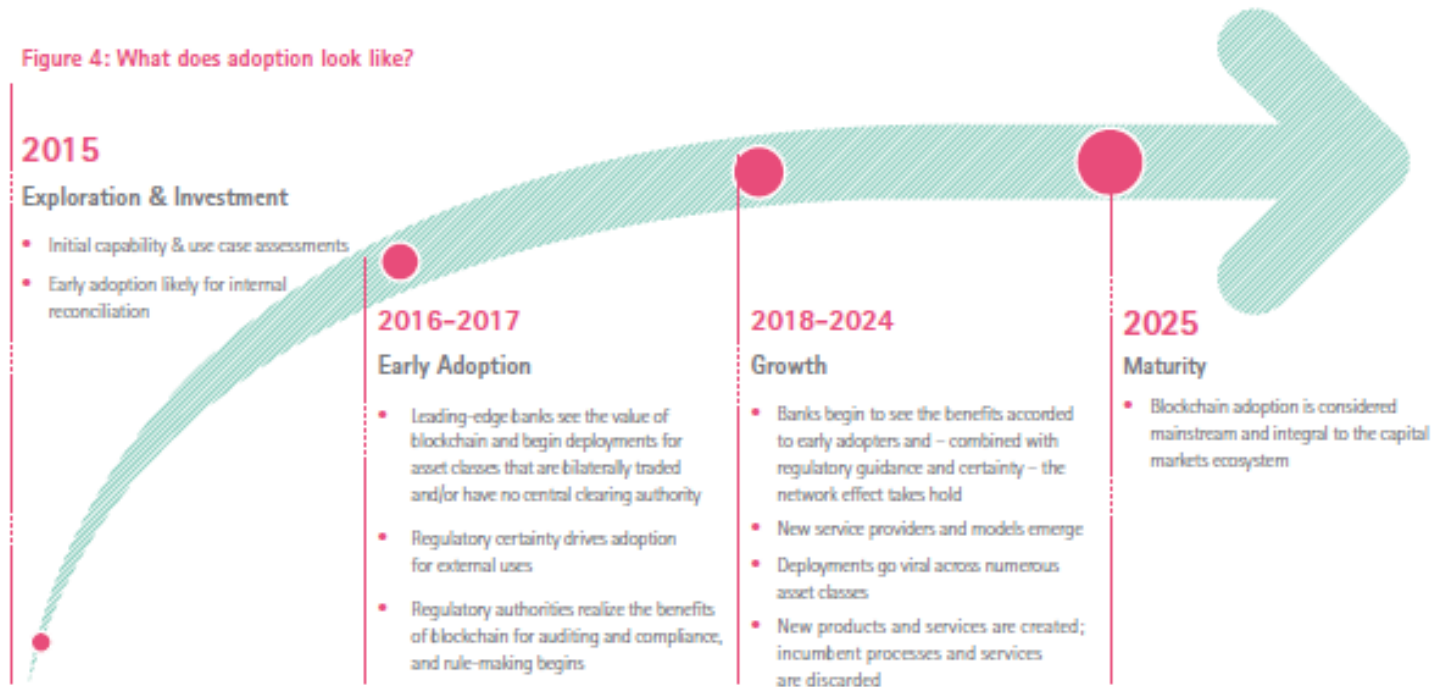 Figure 4: What does adoption look like?
2015
Exploration & Investment
• Initial capability & use case assessments
• Early adoption likely for internal
reconciliation
2016–2017
Early Adoption
• Leading-edge banks see the value of
blockchain and begin deployments for
asset classes that are bilaterally traded
and/or have no central clearing authority
• Regulatory certainty drives adoption
for external uses
• Regulatory authorities realize the benefits
of blockchain for auditing and compliance,
and rule-making begins
2018–2024
Growth
• Banks begin to see the benefits accorded
to early adopters and – combined with
regulatory guidance and certainty – the
network effect takes hold
• New service providers and models emerge
• Deployments go viral across numerous
asset classes
• New products and services are created;
incumbent processes and services
are discarded
2025
Maturity
• Blockchain adoption is considered
mainstream and integral to the capital
markets ecosystem